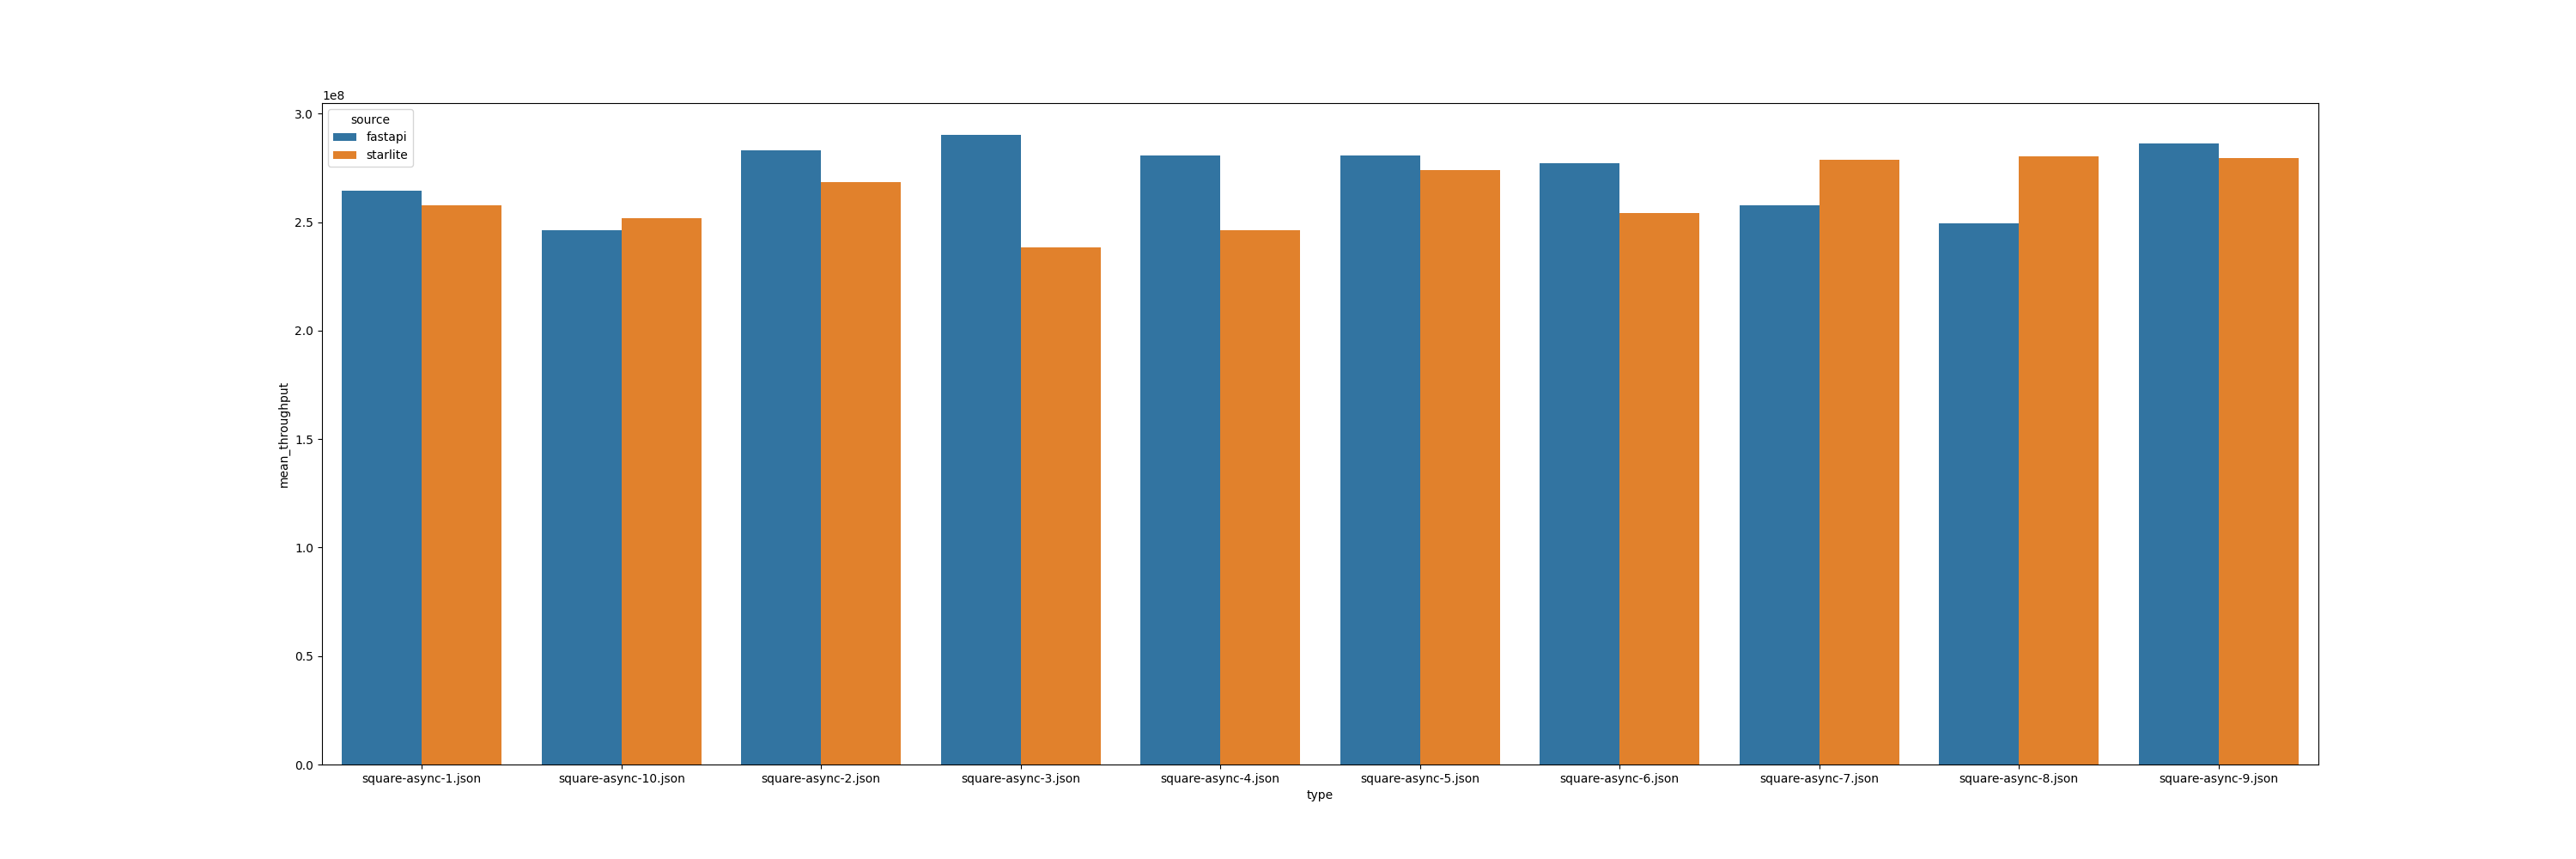 1e8
source
fastapi
starlite
3.0
2.5
2.0
1.5
1.0
0.5
0.0
mean_throughput
square-async-1.json square-async-10.json square-async-2.json square-async-3.json square-async-4.json square-async-5.json square-async-6.json square-async-7.json square-async-8.json square-async-9.json
type